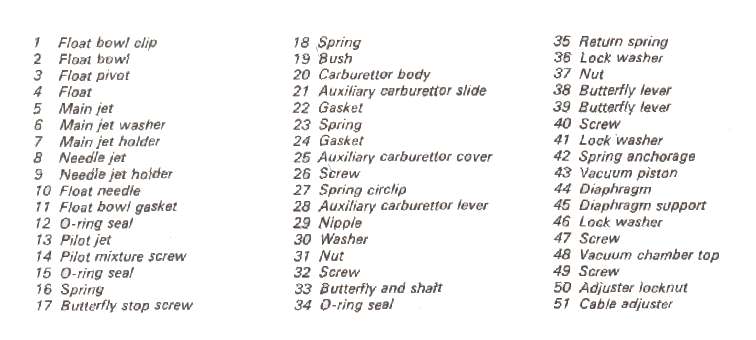 1 Float bowl clip
2 Float bowl
3 Float pivot
4 Float
5 Main jet
6 Main jet washer
7 Main jet holder
8 Needle jet
9 Needle jet holder
10 Float needle
11 Float bowl gasket
12 O-ring seal
13 Pilot jet
14 Pilot mixture screw
15 O-ring seal
16 Spring
17 Butterfly stop screw
18 Spring
19 Bush
20 Carburettor body
21 Auxiliary carburettor slide
22 Gasket
23 Spring
24 Gasket
25 Auxiliary carburettor cover
26 Screw
27 Spring circlip
28 Auxiliary carburettor lever
29 Nipple
30 Washer
31 Nut
32 Screw
33 Butterfly and shaft
34 O-ring seal
35 Return spring
36 Lock washer
37 Nut
38 Butterfly lever
39 Butterfly lever
40 Screw
41 Lock washer
42 Spring anchorage
43 Vacuum piston
44 Diaphragm
45 Diaphragm support
46 Lock washer
47 Screw
48 Vacuum chamber top
49 Screw
50 Adjuster locknut
51 Cable adjuster